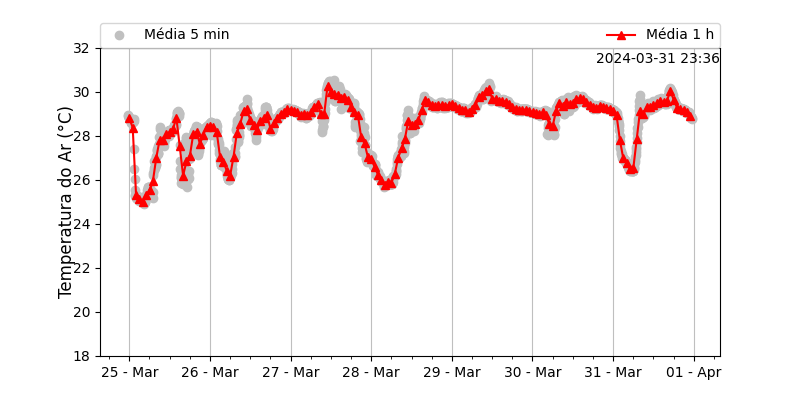 Média 5 min
Média 1 h
2024-03-31 23:36
Temperatura do Ar (°C)
32
30
28
26
24
22
20
18
25 - Mar
26 - Mar
27 - Mar
28 - Mar
29 - Mar
30 - Mar
31 - Mar
01 - Apr